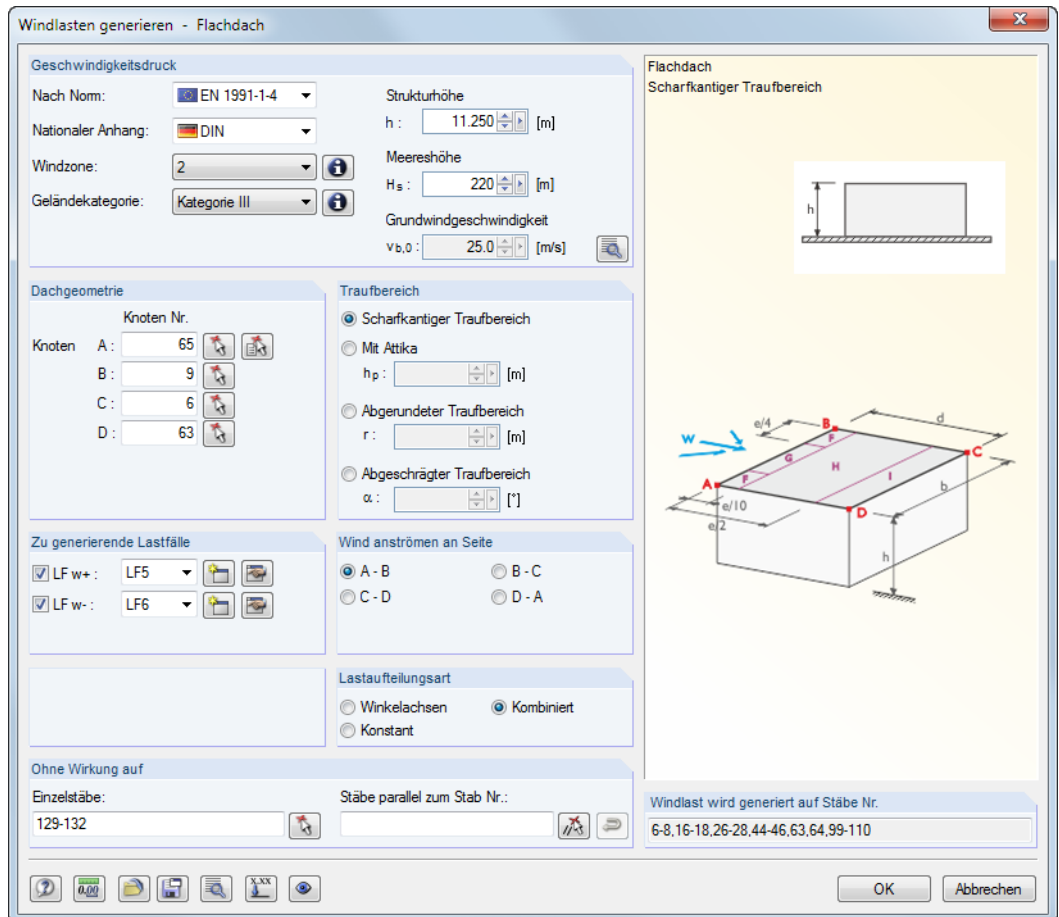 Windlasten generieren - Flachdach
Geschwindigkeitsdruck
Nach Norm: EN 1991-1-4
Nationaler Anhang: DIN
Windzone: 2
Geländekategorie: Kategorie III
Strukturhöhe
h : 11.250 [m]
Meereshöhe
Hs : 220 [m]
Grundwindgeschwindigkeit
vb,0 : 25.0 [m/s]
Dachgeometrie
Knoten Nr.
Knoten A : 65
B : 9
C : 6
D : 63
Traufbereich
Scharfkantiger Traufbereich
Mit Attika
hp : [m]
Abgerundeter Traufbereich
r : [m]
Abgeschrägter Traufbereich
α : [°]
Zu generierende Lastfälle
LF w+ : LF5
LF w- : LF6
Wind anströmen an Seite
A - B B - C
C - D D - A
Lastaufteilungsart
Winkelachsen Kombiniert
Konstant
Ohne Wirkung auf
Einzelstäbe:
129-132
Stäbe parallel zum Stab Nr.:
Flachdach
Scharfkantiger Traufbereich
h
e/4
B
d
W
F
C
G
H
F
I
b
A
e/10
D
e/2
h
Windlast wird generiert auf Stäbe Nr.
6-8,16-18,26-28,44-46,63,64,99-110
0,00
X.XX
OK Abbrechen